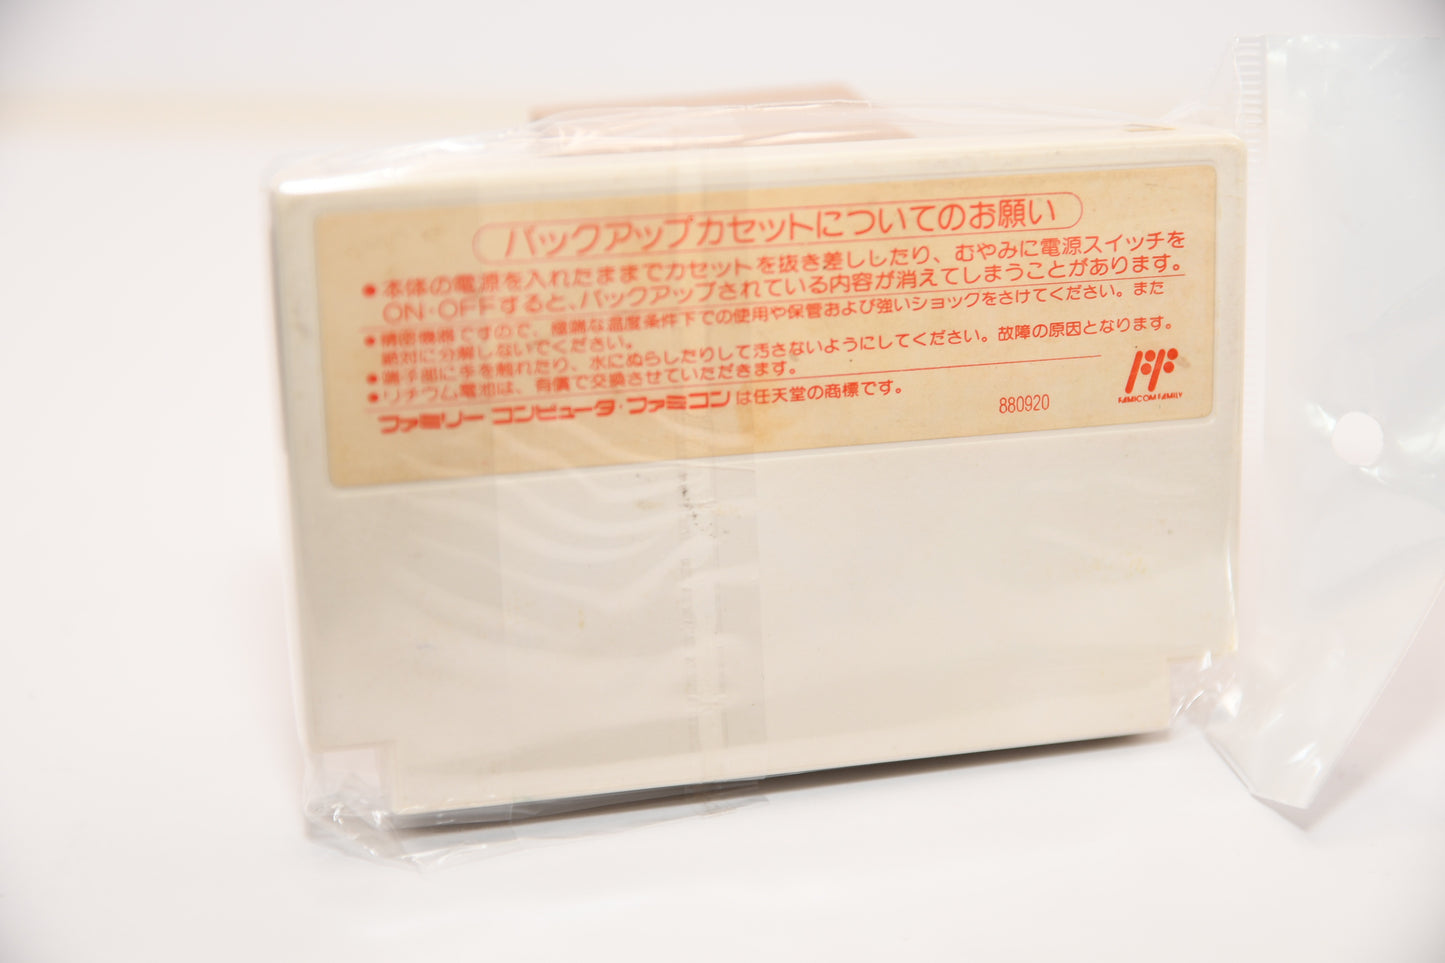 バックアップカセットについてのお願い
●本体の電源を入れたままでカセットを抜き差ししたり、むやみに電源スイッチを
ON・OFFすると、バックアップされている内容が消えてしまうことがあります。
●精密機器ですので、極端な温度条件下での使用や保管および強いショックをさけてください。また
絶対に分解しないでください。
●端子部に手を触れたり、水にぬらしたりして汚さないようにしてください。故障の原因となります。
●リチウム電池は、有償で交換させていただきます。
ファミリーコンピュータ・ファミコンは任天堂の商標です。
880920
FAMICOM FAMILY